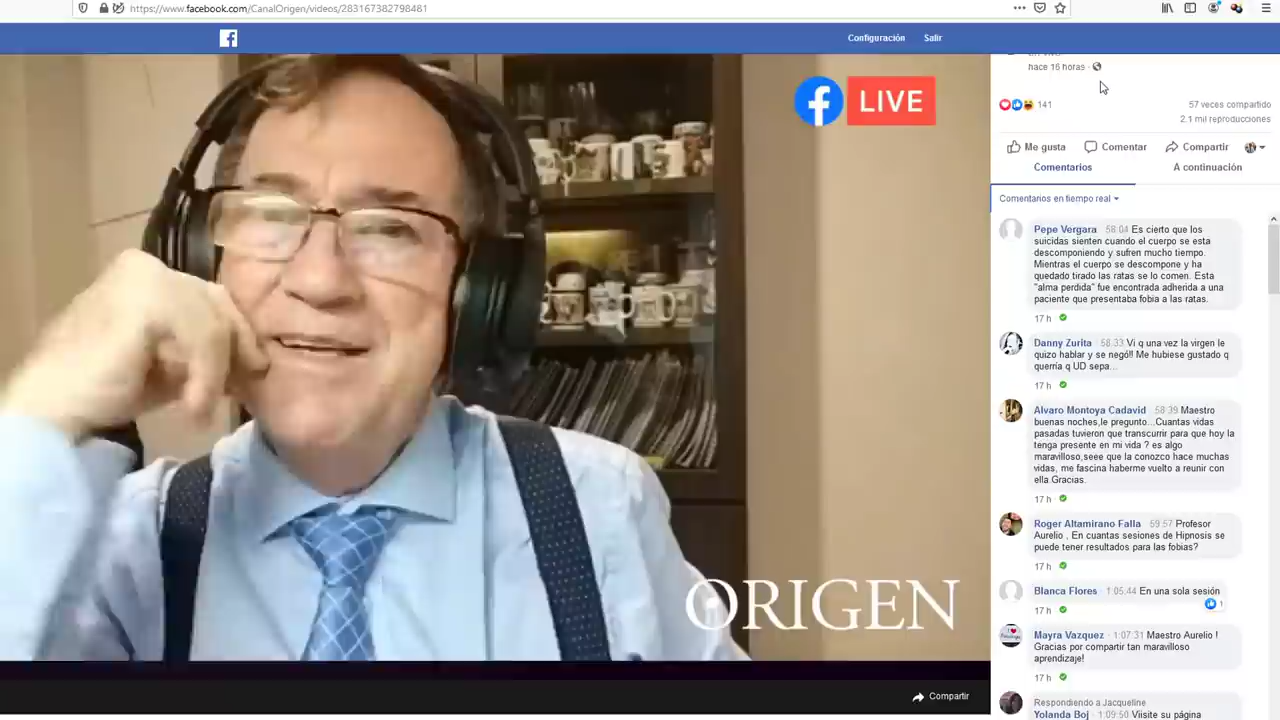 https://www.facebook.com/CanalOrigen/videos/283167382798481
Configuración
Salir
LIVE
ORIGEN
Compartir
hace 16 horas ·
141
57 veces compartido
2.1 mil reproducciones
Me gusta
Comentar
Compartir
Comentarios
A continuación
Comentarios en tiempo real
Pepe Vergara · 58:04 Es cierto que los
suicidas sienten cuando el cuerpo se esta
descomponiendo y sufren mucho tiempo.
Mientras el cuerpo se descompone y ha
quedado tirado las ratas se lo comen. Esta
"alma perdida" fue encontrada adherida a una
paciente que presentaba fobia a las ratas.
17 h
Danny Zurita · 58:33 Vi q una vez la virgen le
quizo hablar y se negó!! Me hubiese gustado q
querría q UD sepa...
17 h
Alvaro Montoya Cadavid · 58:39 Maestro
buenas noches,le pregunto...Cuantas vidas
pasadas tuvieron que transcurrir para que hoy la
tenga presente en mi vida ? es algo
maravilloso,seee que la conozco hace muchas
vidas, me fascina haberme vuelto a reunir con
ella.Gracias.
17 h
Roger Altamirano Falla · 59:57 Profesor
Aurelio , En cuantas sesiones de Hipnosis se
puede tener resultados para las fobias?
17 h
Blanca Flores · 1:05:44 En una sola sesión
1
17 h
Mayra Vazquez · 1:07:31 Maestro Aurelio !
Gracias por compartir tan maravilloso
aprendizaje!
17 h
Respondiendo a Jacqueline
Yolanda Boj · 1:09:50 Viisite su página